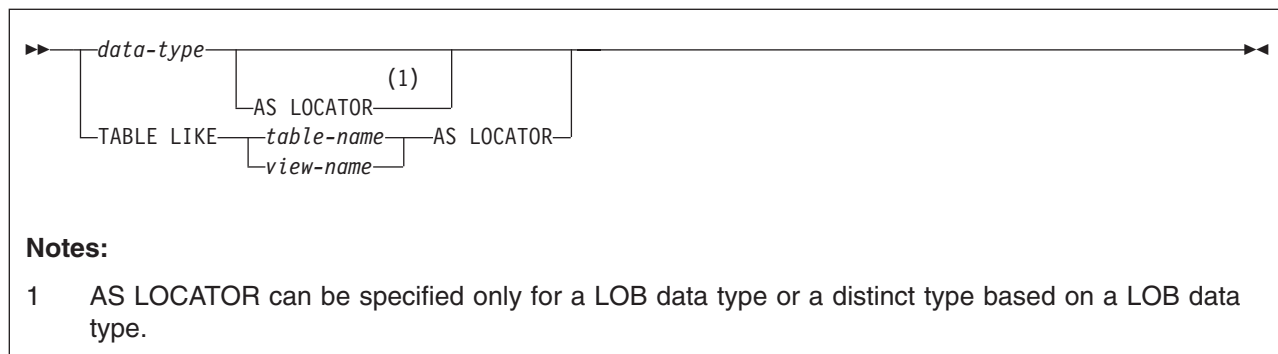 data-type
(1)
AS LOCATOR
TABLE LIKE table-name AS LOCATOR
view-name
Notes:
1 AS LOCATOR can be specified only for a LOB data type or a distinct type based on a LOB data
type.